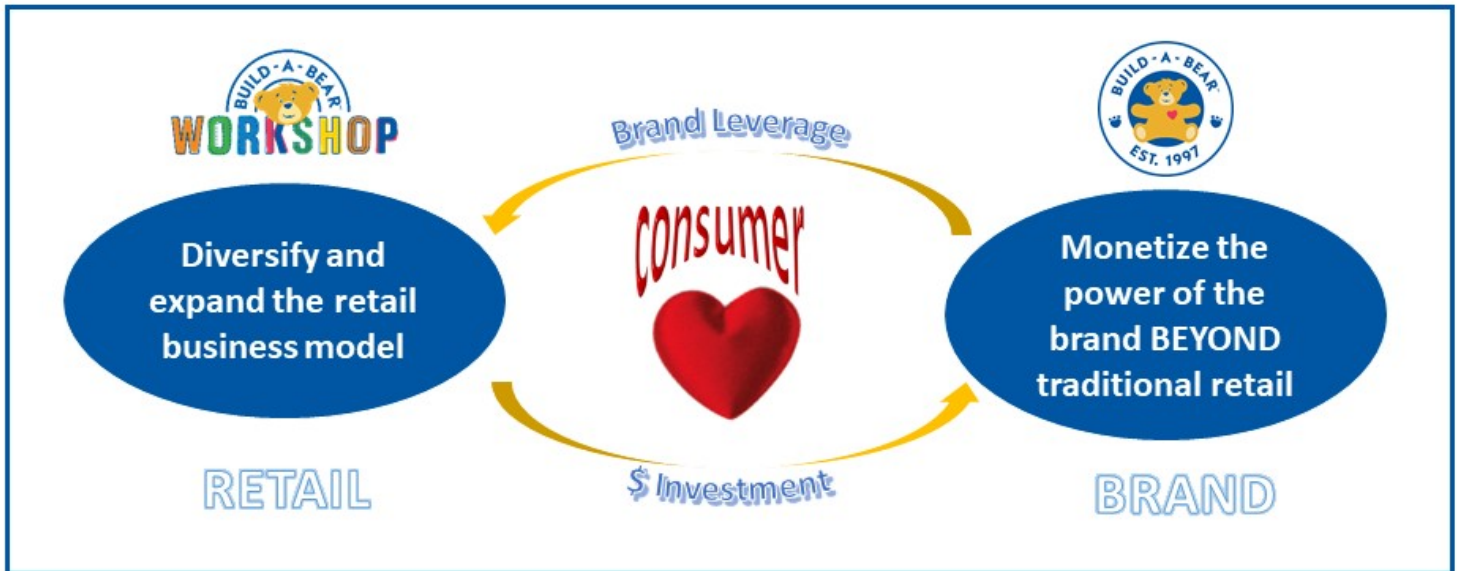 BUILD-A-BEAR
WORKSHOP
Diversify and
expand the retail
business model
RETAIL
Brand Leverage
consumer
$ Investment
BUILD-A-BEAR
EST. 1997
Monetize the
power of the
brand BEYOND
traditional retail
BRAND